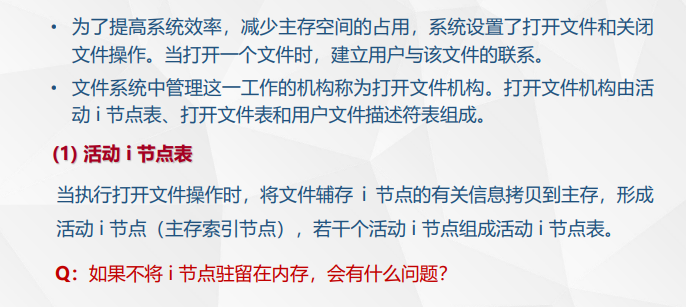 • 为了提高系统效率，减少主存空间的占用，系统设置了打开文件和关闭
文件操作。当打开一个文件时，建立用户与该文件的联系。
• 文件系统中管理这一工作的机构称为打开文件机构。打开文件机构由活
动 i 节点表、打开文件表和用户文件描述符表组成。
(1) 活动 i 节点表
当执行打开文件操作时，将文件辅存 i 节点的有关信息拷贝到主存，形成
活动 i 节点（主存索引节点），若干个活动 i 节点组成活动 i 节点表。
Q：如果不将 i 节点驻留在内存，会有什么问题？